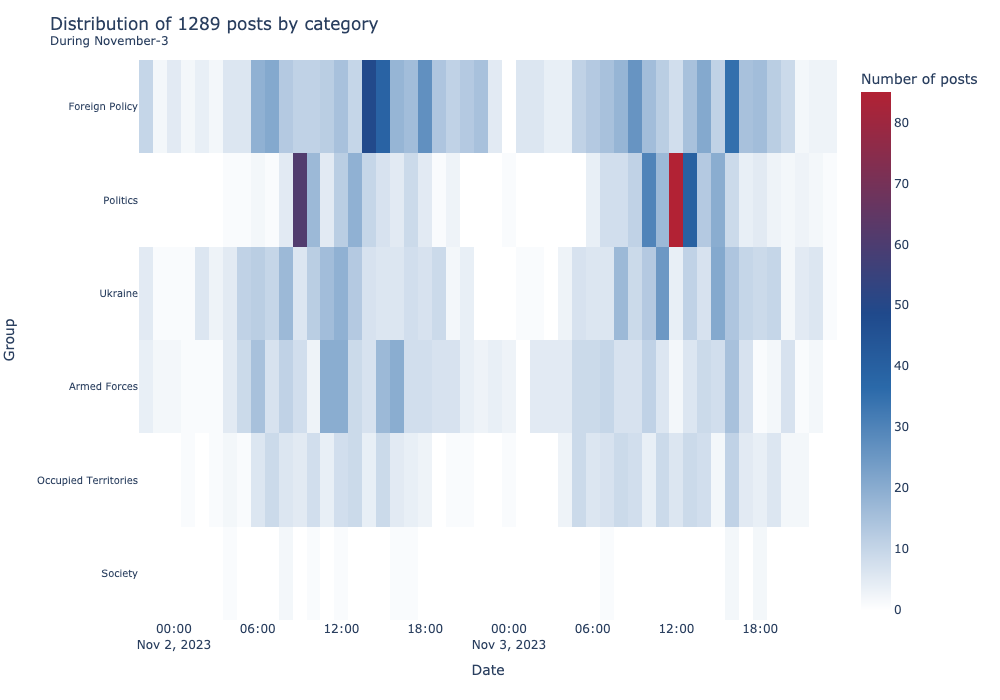 Distribution of 1289 posts by category
During November-3
Number of posts
Foreign Policy
Politics
Ukraine
Armed Forces
Occupied Territories
Society
Group
80
70
60
50
40
30
20
10
0
00:00 06:00 12:00 18:00 00:00 06:00 12:00 18:00
Nov 2, 2023 Nov 3, 2023
Date